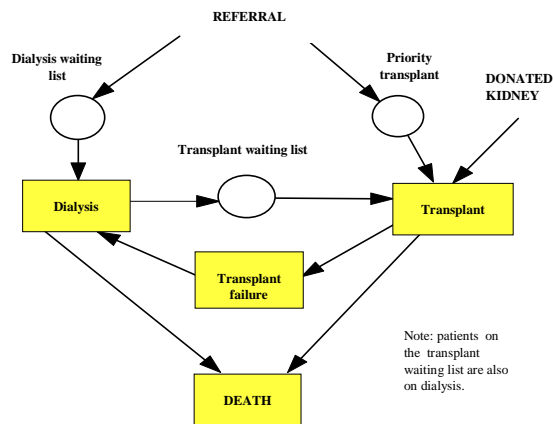 REFERRAL
Dialysis waiting
list
Priority
transplant
DONATED
KIDNEY
Transplant waiting list
Dialysis
Transplant
Transplant
failure
Note: patients on
the transplant
waiting list are also
on dialysis.
DEATH